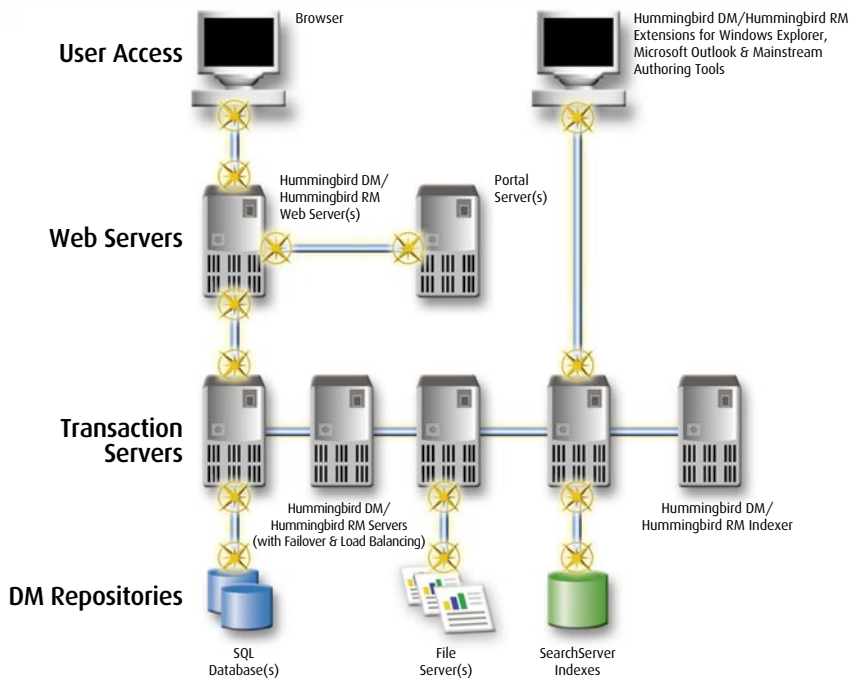 User Access
Browser
Hummingbird DM/Hummingbird RM
Extensions for Windows Explorer,
Microsoft Outlook & Mainstream
Authoring Tools
Web Servers
Hummingbird DM/
Hummingbird RM
Web Server(s)
Portal
Server(s)
Transaction
Servers
Hummingbird DM/
Hummingbird RM Servers
(with Failover & Load Balancing)
Hummingbird DM/
Hummingbird RM Indexer
DM Repositories
SQL
Database(s)
File
Server(s)
SearchServer
Indexes